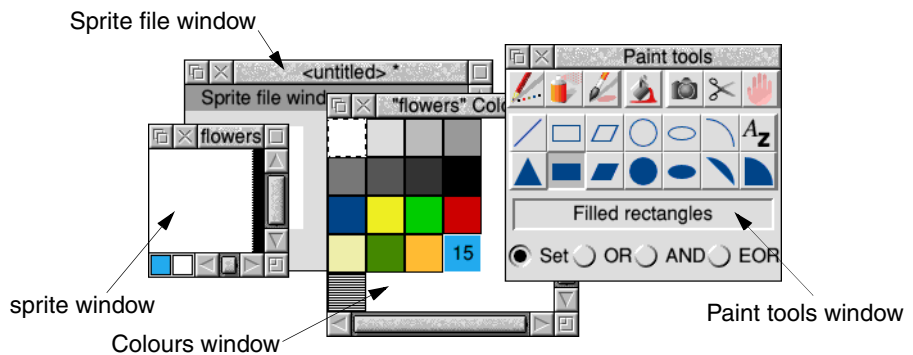 Sprite file window
Paint tools
<untitled> *
Sprite file wind
"flowers" Colo
flowers
A Z
Filled rectangles
15
Set OR AND EOR
sprite window
Paint tools window
Colours window